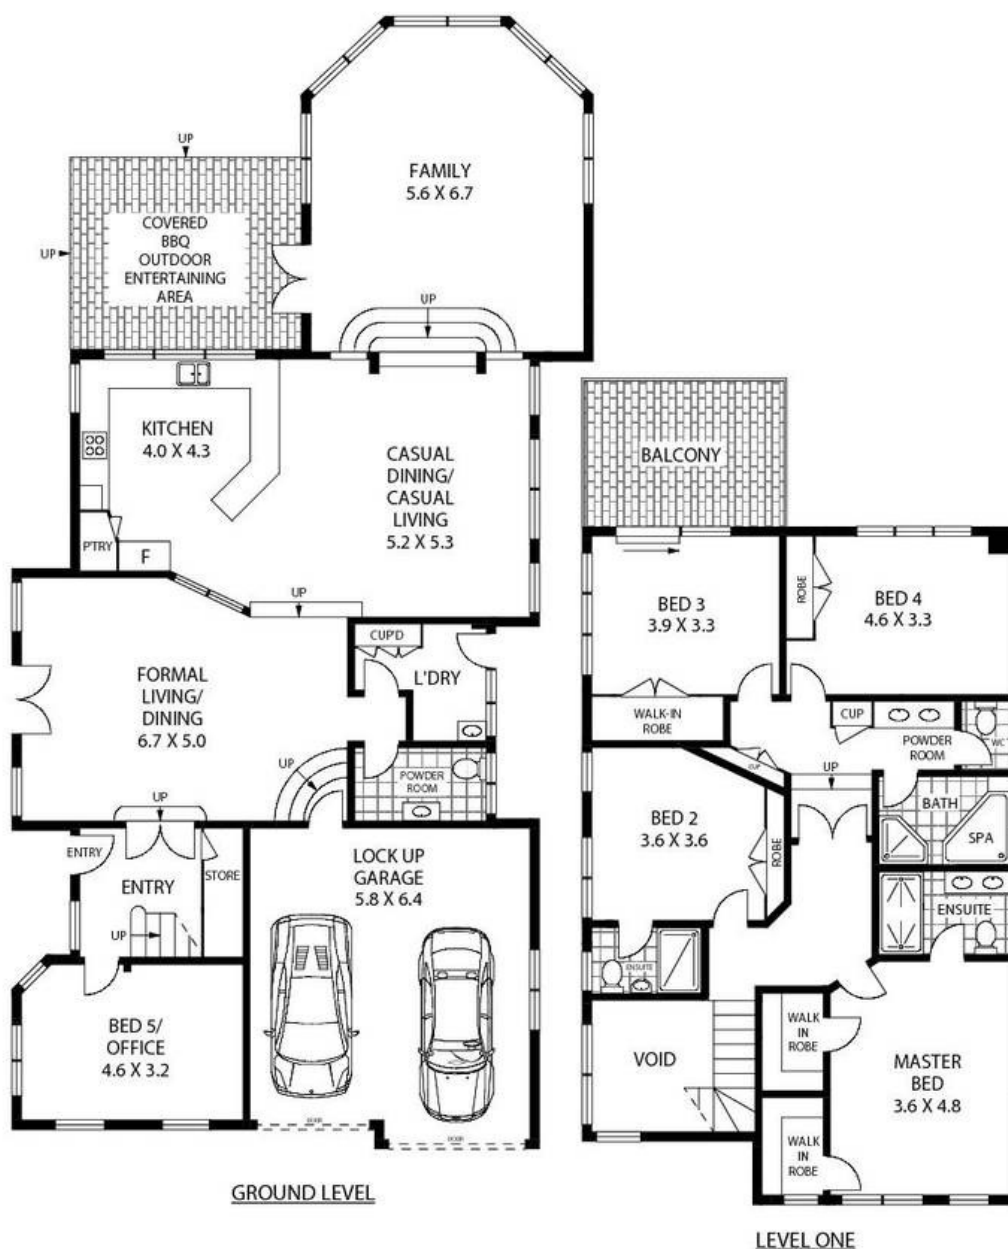 UP
FAMILY
5.6 X 6.7
COVERED
BBQ
OUTDOOR
ENTERTAINING
AREA
UP
UP
KITCHEN
4.0 X 4.3
CASUAL
DINING/
CASUAL
LIVING
5.2 X 5.3
P'TRY
F
UP
CUP'D
L'DRY
FORMAL
LIVING/
DINING
6.7 X 5.0
UP
POWDER
ROOM
UP
ENTRY
ENTRY
STORE
UP
LOCK UP
GARAGE
5.8 X 6.4
BED 5/
OFFICE
4.6 X 3.2
DOOR
DOOR
GROUND LEVEL
BALCONY
BED 3
3.9 X 3.3
ROBE
BED 4
4.6 X 3.3
WALK-IN
ROBE
CUP
POWDER
ROOM
WC
CUP
UP
BATH
SPA
BED 2
3.6 X 3.6
ROBE
ENSUITE
ENSUITE
VOID
WALK
IN
ROBE
MASTER
BED
3.6 X 4.8
WALK
IN
ROBE
LEVEL ONE